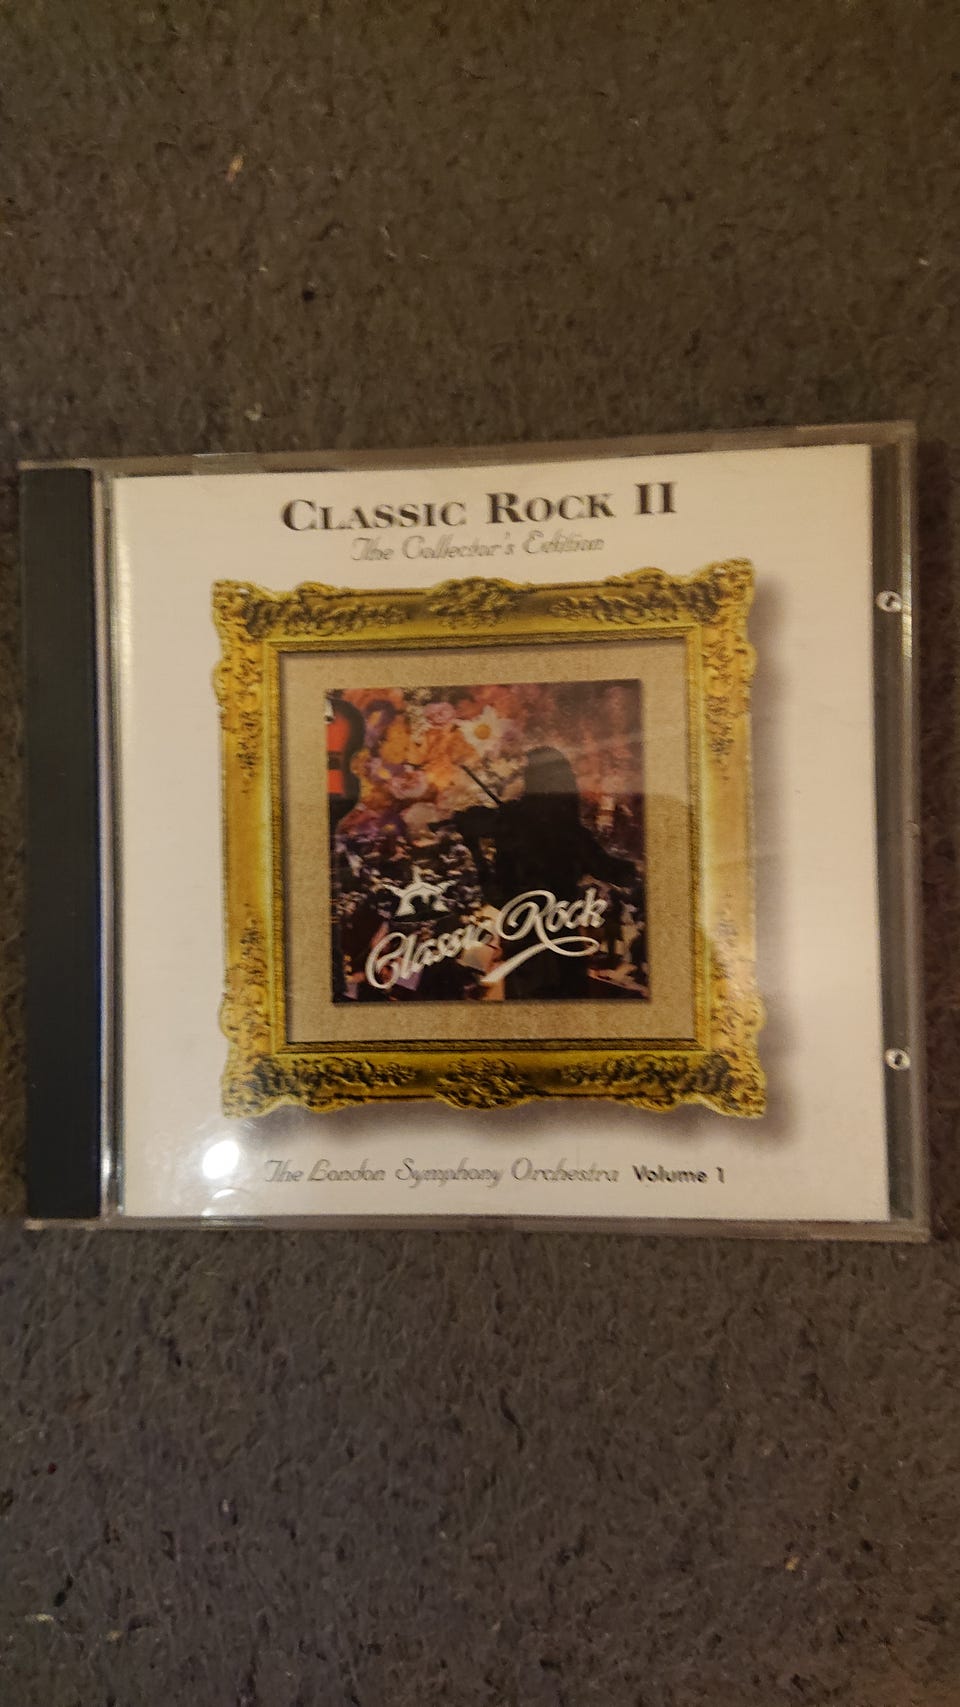 CLASSIC ROCK II
The Collector's Edition
Classic Rock
The London Symphony Orchestra Volume 1